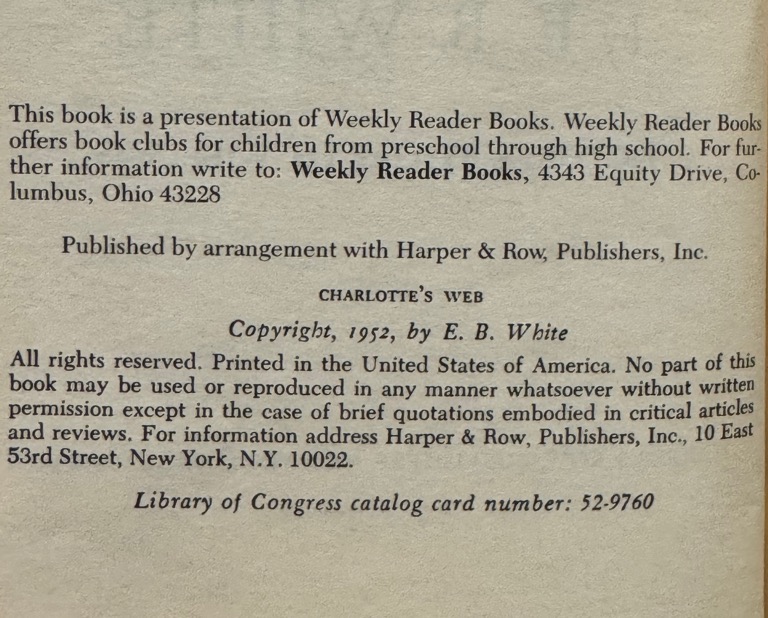 This book is a presentation of Weekly Reader Books. Weekly Reader Books
offers book clubs for children from preschool through high school. For fur-
ther information write to: Weekly Reader Books, 4343 Equity Drive, Co-
lumbus, Ohio 43228
Published by arrangement with Harper & Row, Publishers, Inc.
CHARLOTTE'S WEB
Copyright, 1952, by E. B. White
All rights reserved. Printed in the United States of America. No part of this
book may be used or reproduced in any manner whatsoever without written
permission except in the case of brief quotations embodied in critical articles
and reviews. For information address Harper & Row, Publishers, Inc., 10 East
53rd Street, New York, N.Y. 10022.
Library of Congress catalog card number: 52-9760